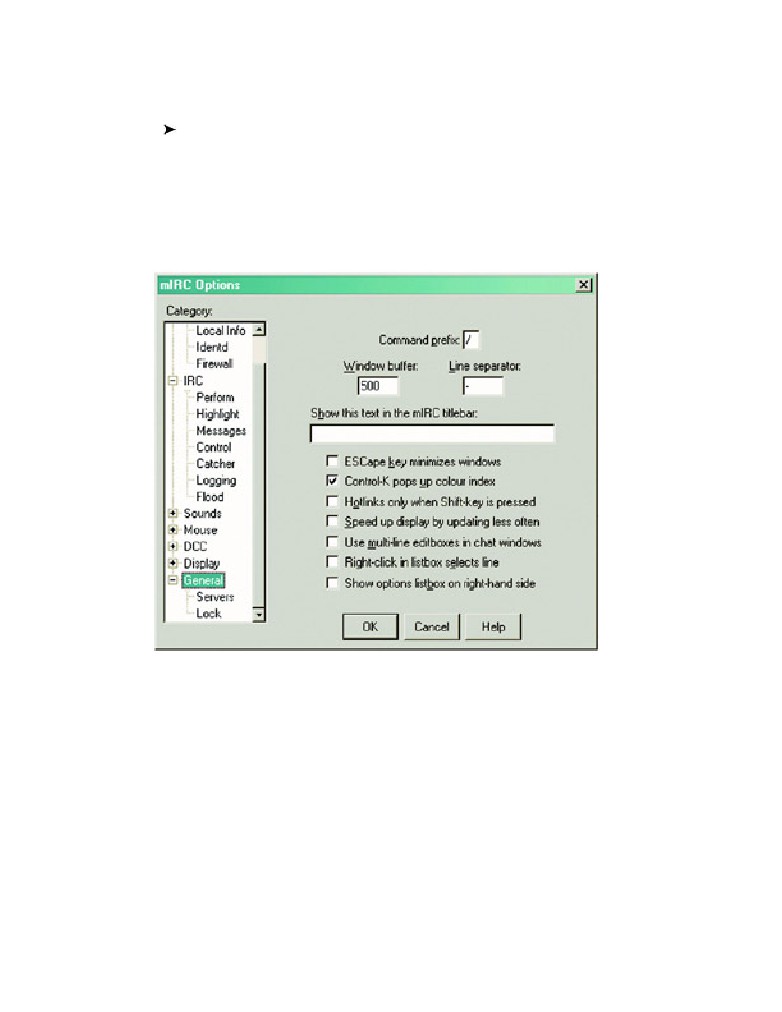 ➤
mIRC Options
Category:
Local Info
Identd
Firewall
IRC
Perform
Highlight
Messages
Control
Catcher
Logging
Flood
Sounds
Mouse
DCC
Display
General
Servers
Lock
Command prefix: /
Window buffer: Line separator:
500 -
Show this text in the mIRC titlebar:
ESCape key minimizes windows
Control-K pops up colour index
Hotlinks only when Shift-key is pressed
Speed up display by updating less often
Use multi-line editboxes in chat windows
Right-click in listbox selects line
Show options listbox on right-hand side
OK Cancel Help